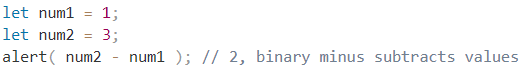 let num1 = 1;
let num2 = 3;
alert( num2 - num1 ); // 2, binary minus subtracts values